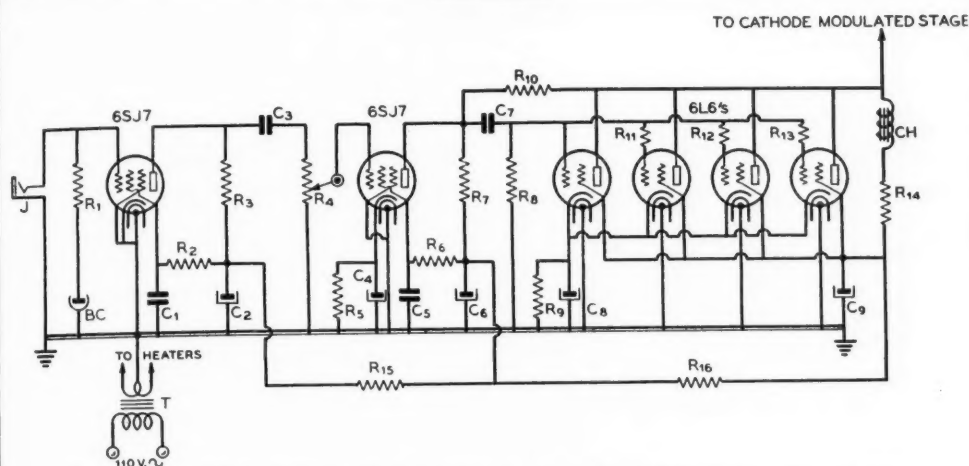 TO CATHODE MODULATED STAGE
R10
6SJ7
C3
6SJ7
C7
6L6's
R11
R12
R13
CH
J
R1
R3
R4
R7
R8
R14
R2
R6
C4
BC
C1
C2
R5
C5
C6
R9
C8
C9
TO HEATERS
R15
R16
T
110 V.~